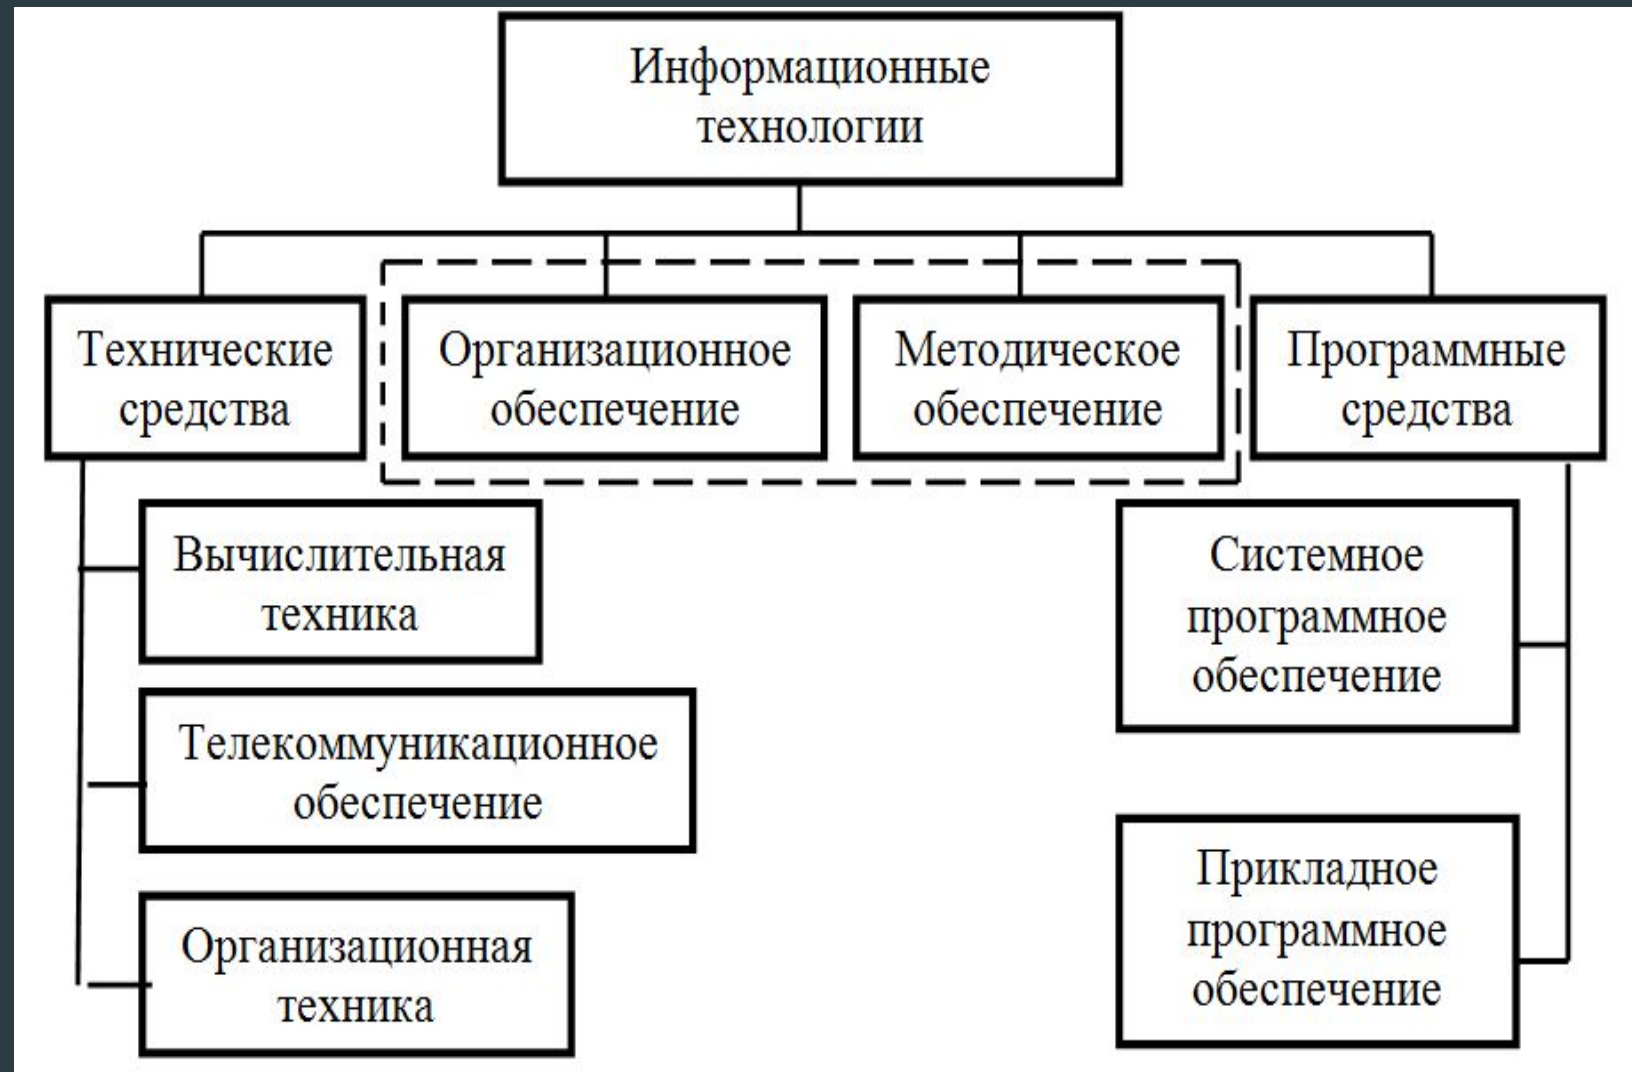 Информационные
технологии
Технические
средства
Организационное
обеспечение
Методическое
обеспечение
Программные
средства
Вычислительная
техника
Телекоммуникационное
обеспечение
Организационная
техника
Системное
программное
обеспечение
Прикладное
программное
обеспечение